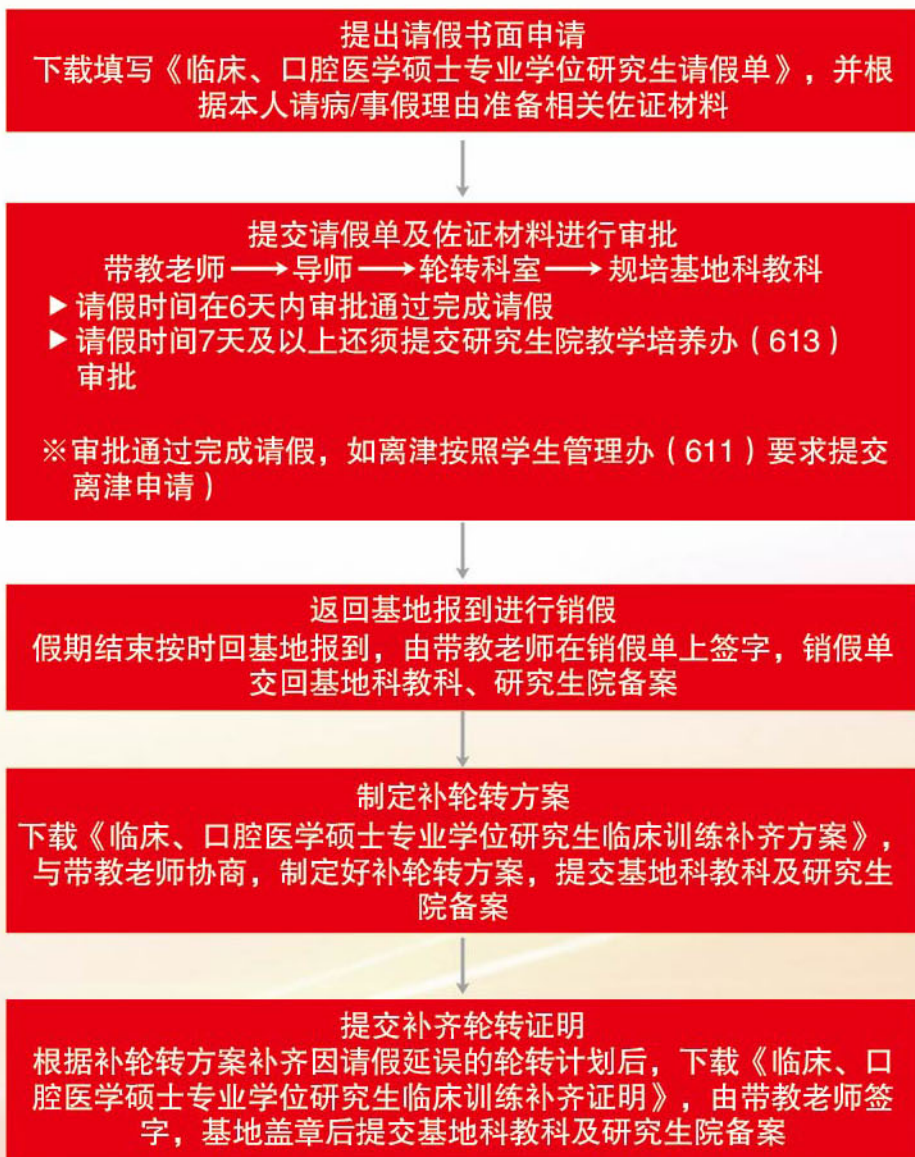 提出请假书面申请
下载填写《临床、口腔医学硕士专业学位研究生请假单》，并根
据本人请病/事假理由准备相关佐证材料
提交请假单及佐证材料进行审批
带教老师→导师→轮转科室→规培基地科教科
▶请假时间在6天内审批通过完成请假
▶请假时间7天及以上还须提交研究生院教学培养办（613）
审批
※审批通过完成请假，如离津按照学生管理办（611）要求提交
离津申请）
返回基地报到进行销假
假期结束按时回基地报到，由带教老师在销假单上签字，销假单
交回基地科教科、研究生院备案
制定补轮转方案
下载《临床、口腔医学硕士专业学位研究生临床训练补齐方案》，
与带教老师协商，制定好补轮转方案，提交基地科教科及研究生
院备案
提交补齐轮转证明
根据补轮转方案补齐因请假延误的轮转计划后，下载《临床、口
腔医学硕士专业学位研究生临床训练补齐证明》，由带教老师签
字，基地盖章后提交基地科教科及研究生院备案